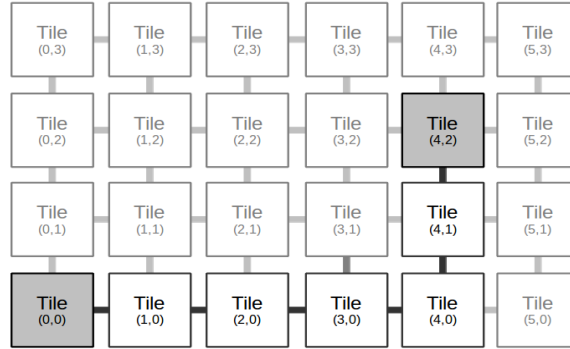 Tile
(0,3)
Tile
(1,3)
Tile
(2,3)
Tile
(3,3)
Tile
(4,3)
Tile
(5,3)
Tile
(0,2)
Tile
(1,2)
Tile
(2,2)
Tile
(3,2)
Tile
(4,2)
Tile
(5,2)
Tile
(0,1)
Tile
(1,1)
Tile
(2,1)
Tile
(3,1)
Tile
(4,1)
Tile
(5,1)
Tile
(0,0)
Tile
(1,0)
Tile
(2,0)
Tile
(3,0)
Tile
(4,0)
Tile
(5,0)